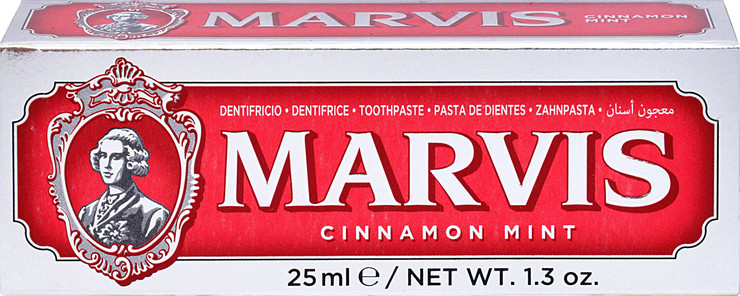 MARVIS CINNAMON
MINT
DENTIFRICIO • DENTIFRICE • TOOTHPASTE • PASTA DE DIENTES • ZAHNPASTA • معجون أسنان
MARVIS
CINNAMON MINT
25 ml ℮ / NET WT. 1.3 oz.